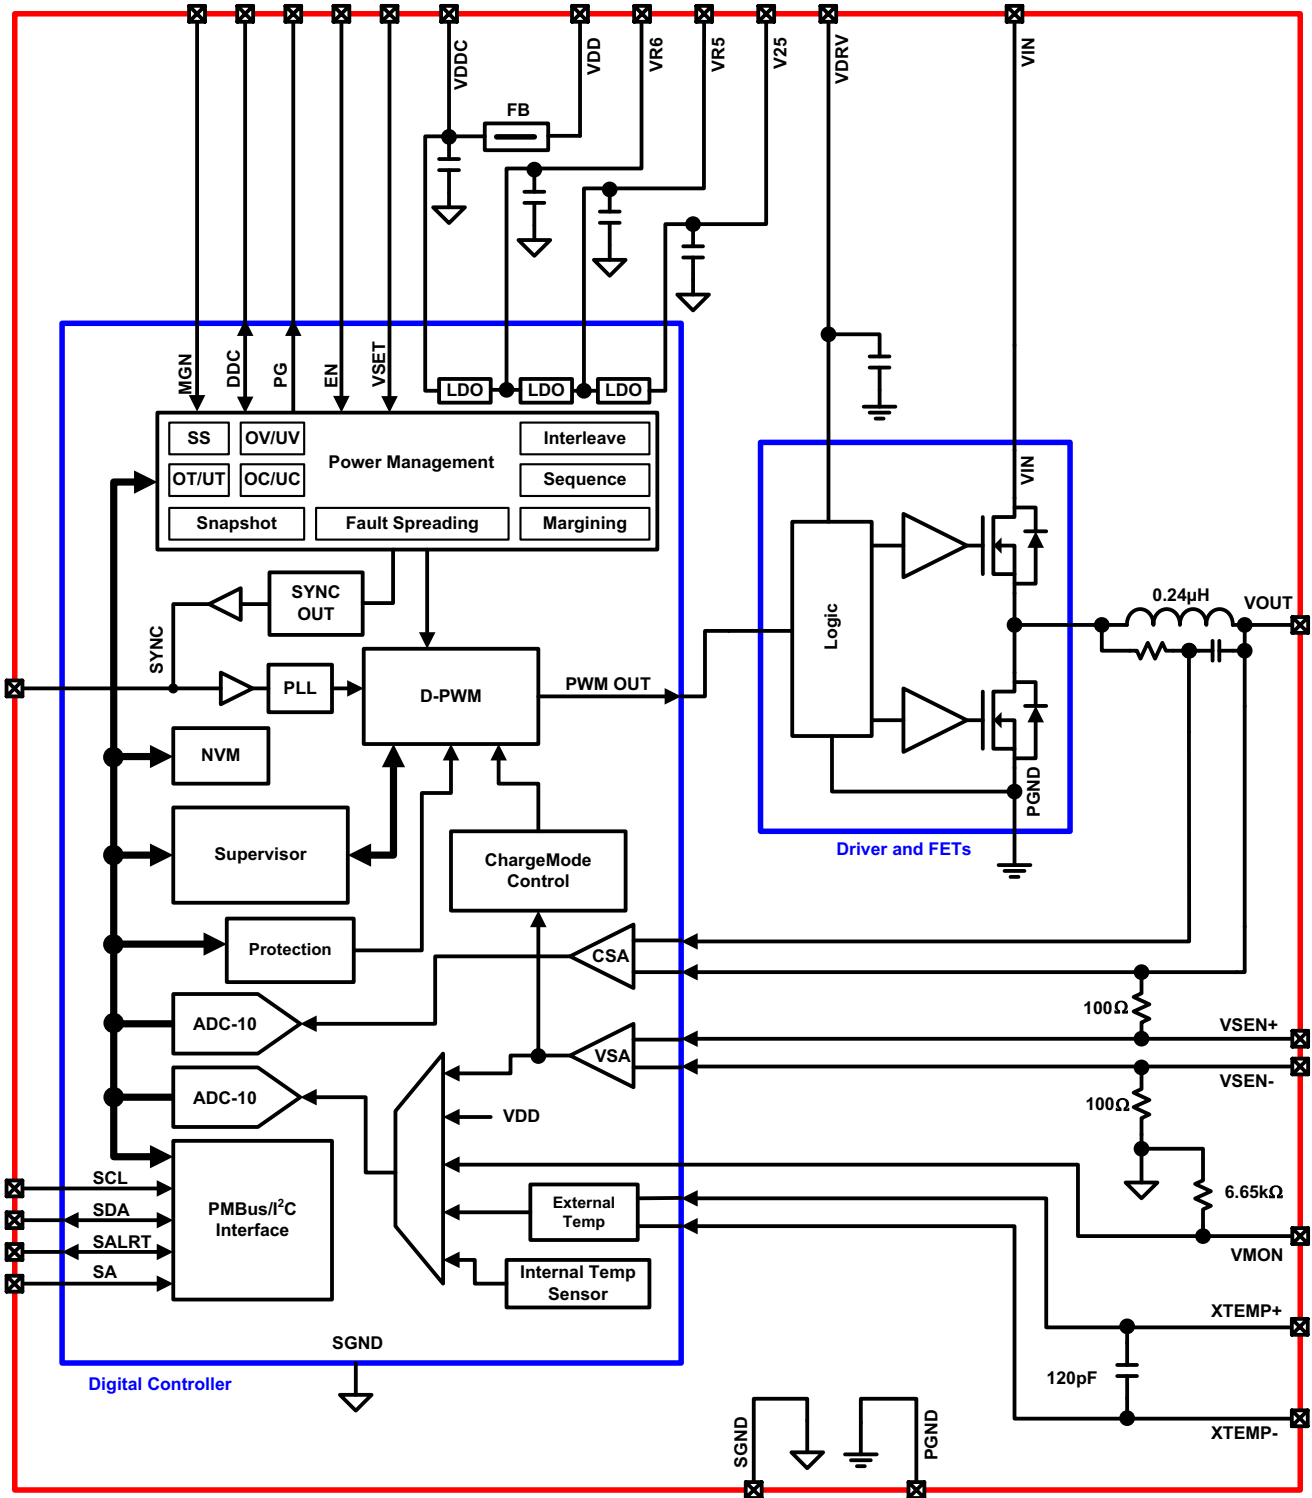 VDDC
VDD
VR6
VR5
V25
VDRV
VIN
FB
MGN
DDC
PG
EN
VSET
LDO
LDO
LDO
SS
OV/UV
Interleave
Power Management
OT/UT
OC/UC
Sequence
Snapshot
Fault Spreading
Margining
VIN
SYNC
OUT
SYNC
Logic
0.24µH
VOUT
PLL
D-PWM
PWM OUT
NVM
PGND
Supervisor
ChargeMode
Control
Driver and FETs
Protection
CSA
ADC-10
100Ω
VSEN+
VSA
VSEN-
ADC-10
VDD
100Ω
SCL
SDA
SALRT
SA
PMBus/I²C
Interface
External
Temp
6.65kΩ
VMON
Internal Temp
Sensor
XTEMP+
SGND
120pF
Digital Controller
XTEMP-
SGND
PGND